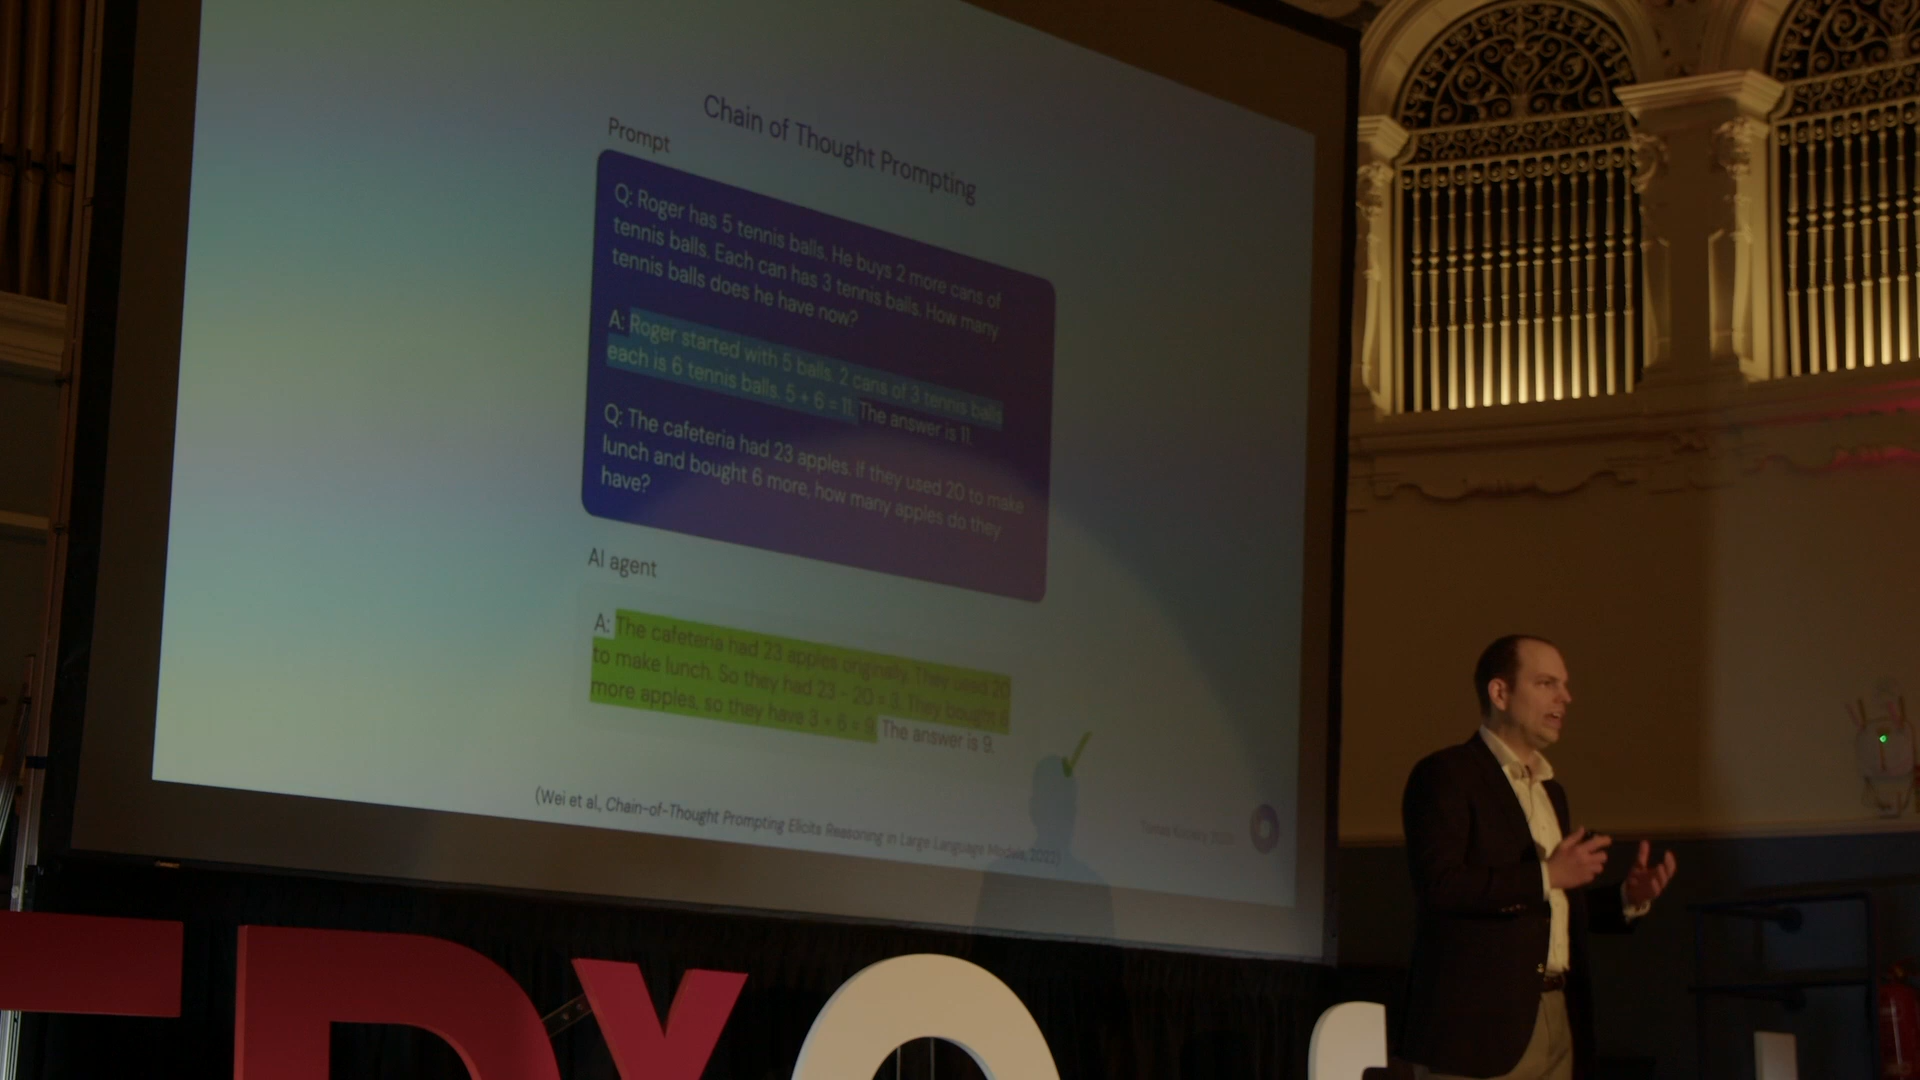 Chain of Thought Prompting
Prompt
Q: Roger has 5 tennis balls. He buys 2 more cans of
tennis balls. Each can has 3 tennis balls. How many
tennis balls does he have now?
A: Roger started with 5 balls. 2 cans of 3 tennis balls
each is 6 tennis balls. 5 + 6 = 11. The answer is 11.
Q: The cafeteria had 23 apples. If they used 20 to make
lunch and bought 6 more, how many apples do they
have?
AI agent
A: The cafeteria had 23 apples originally. They used 20
to make lunch. So they had 23 - 20 = 3. They bought 6
more apples, so they have 3 + 6 = 9. The answer is 9.
(Wei et al., Chain-of-Thought Prompting Elicits Reasoning in Large Language Models, 2022)